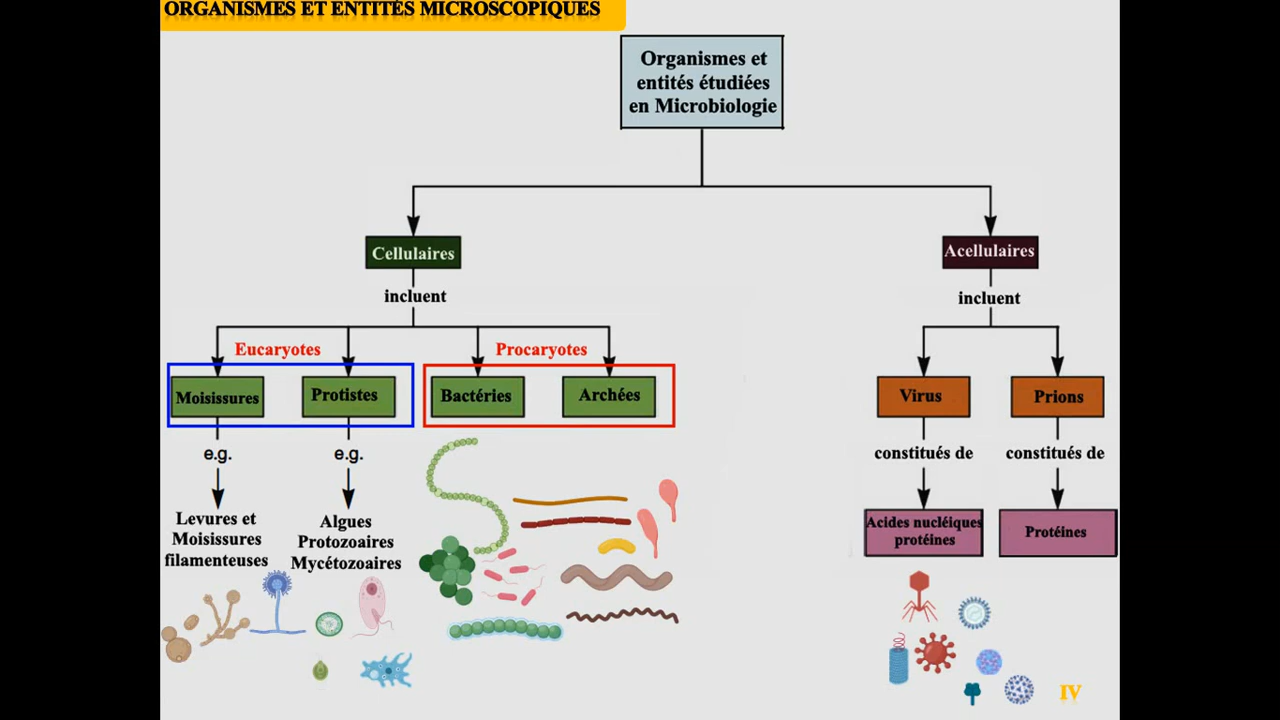 ORGANISMES ET ENTITÉS MICROSCOPIQUES
Organismes et
entités étudiées
en Microbiologie
Cellulaires
Acellulaires
incluent
incluent
Eucaryotes
Procaryotes
Moisissures
Protistes
Bactéries
Archées
Virus
Prions
e.g.
e.g.
constitués de
constitués de
Levures et
Moisissures
filamenteuses
Algues
Protozoaires
Mycétozoaires
Acides nucléiques
protéines
Protéines
IV